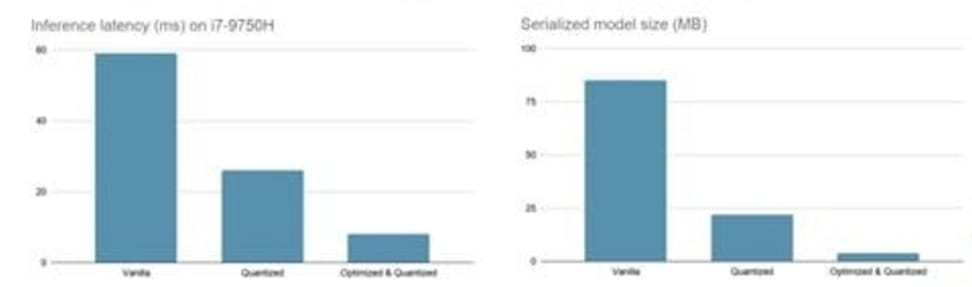 Inference latency (ms) on i7-9750H
60
40
20
0
Vanilla
Quantized
Optimized & Quantized
Serialized model size (MB)
100
75
50
25
0
Vanilla
Quantized
Optimized & Quantized